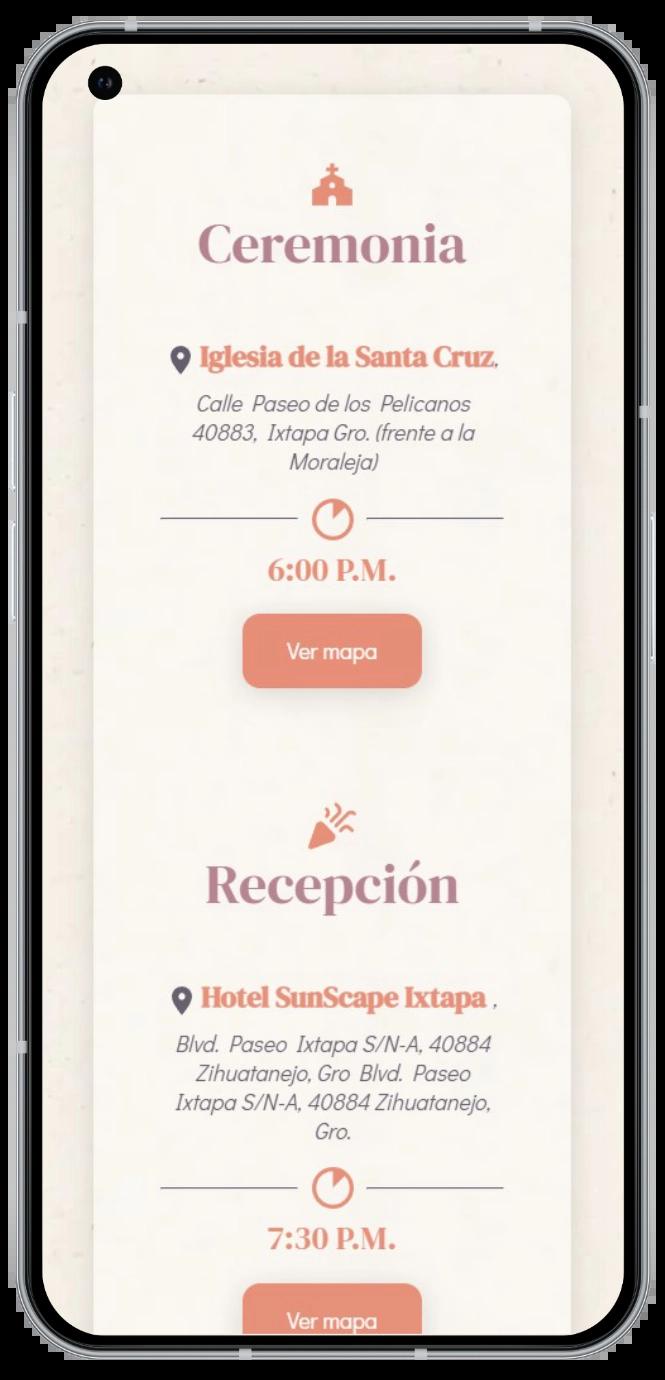 Ceremonia
Iglesia de la Santa Cruz,
Calle Paseo de los Pelicanos
40883, Ixtapa Gro. (frente a la
Moraleja)
6:00 P.M.
Ver mapa
Recepción
Hotel SunScape Ixtapa ,
Blvd. Paseo Ixtapa S/N-A, 40884
Zihuatanejo, Gro Blvd. Paseo
Ixtapa S/N-A, 40884 Zihuatanejo,
Gro.
7:30 P.M.
Ver mapa